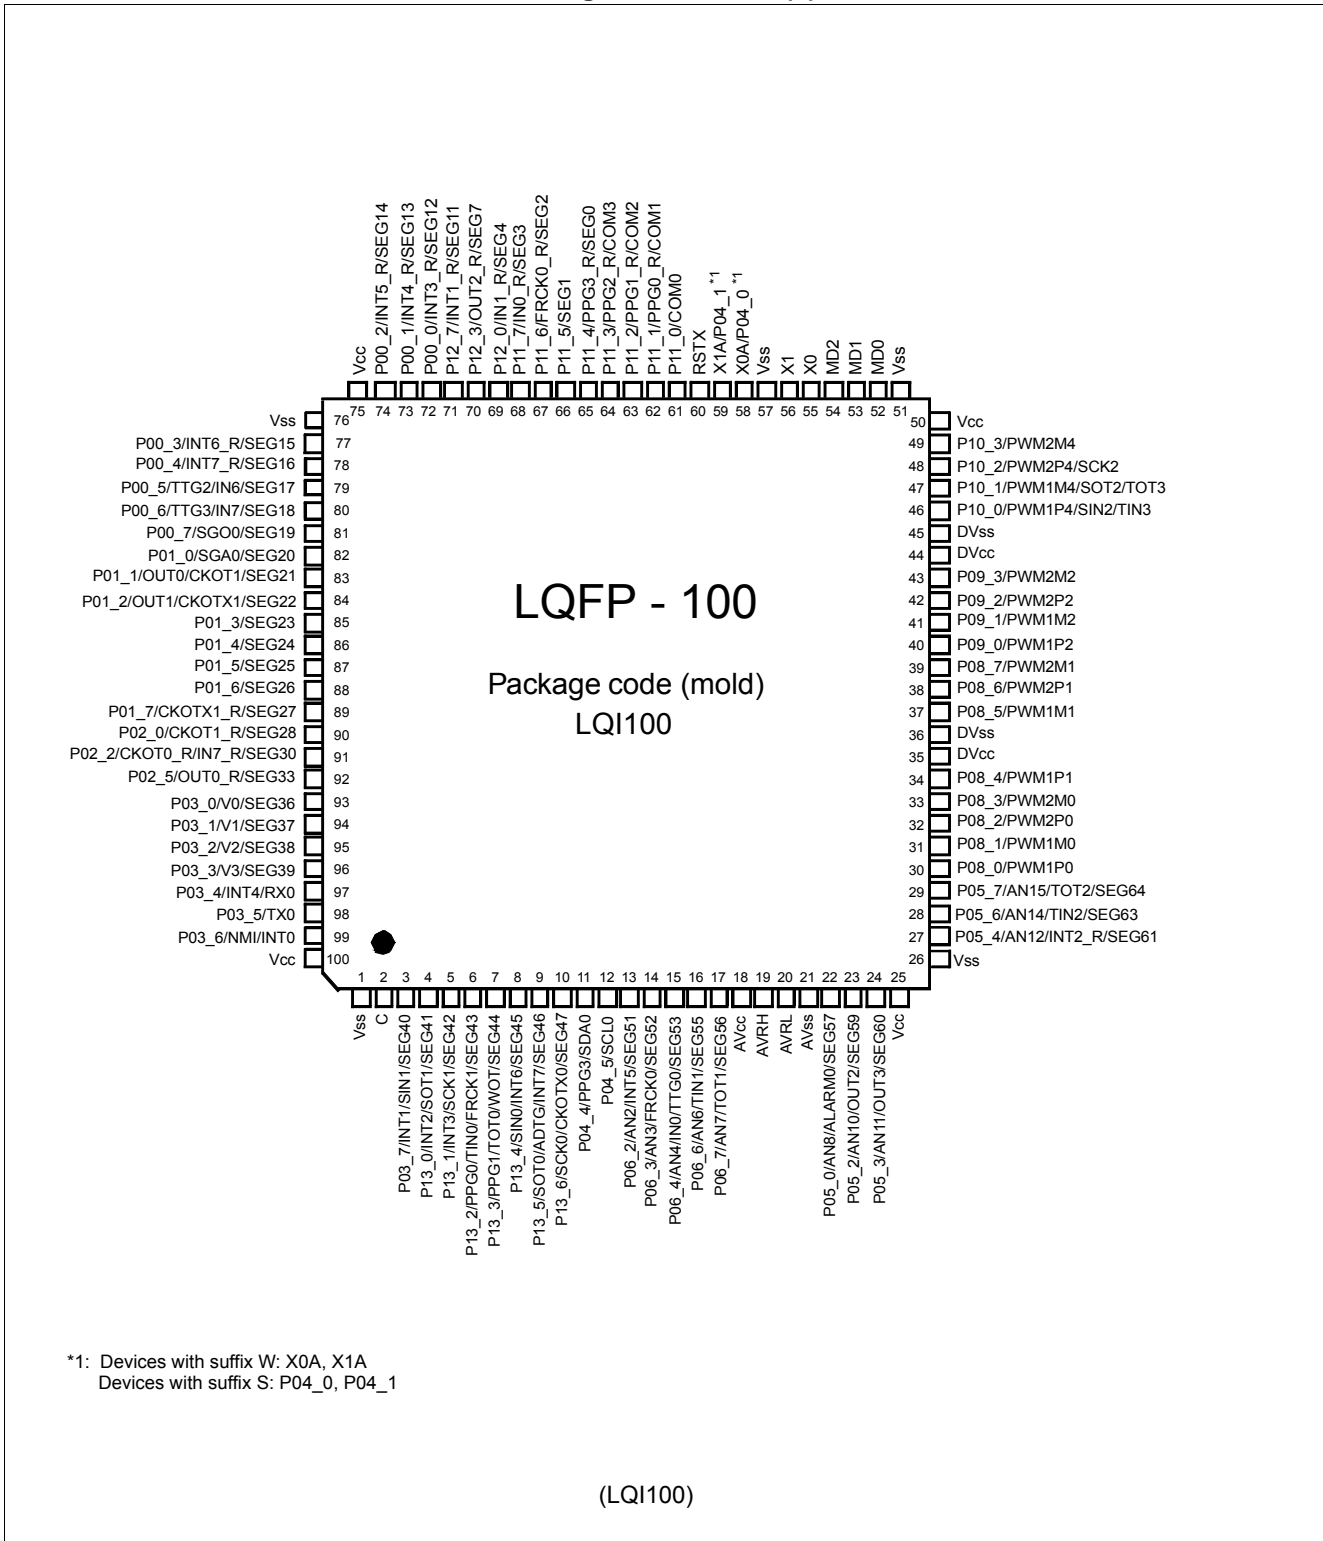 Vcc
P00_2/INT5_R/SEG14
P00_1/INT4_R/SEG13
P00_0/INT3_R/SEG12
P12_7/INT1_R/SEG11
P12_3/OUT2_R/SEG7
P12_0/IN1_R/SEG4
P11_7/IN0_R/SEG3
P11_6/FRCK0_R/SEG2
P11_5/SEG1
P11_4/PPG3_R/SEG0
P11_3/PPG2_R/COM3
P11_2/PPG1_R/COM2
P11_1/PPG0_R/COM1
P11_0/COM0
RSTX
X1A/P04_1 *1
X0A/P04_0 *1
Vss
X1
X0
MD2
MD1
MD0
Vss
75 74 73 72 71 70 69 68 67 66 65 64 63 62 61 60 59 58 57 56 55 54 53 52 51
Vss 76
P00_3/INT6_R/SEG15 77
P00_4/INT7_R/SEG16 78
P00_5/TTG2/IN6/SEG17 79
P00_6/TTG3/IN7/SEG18 80
P00_7/SGO0/SEG19 81
P01_0/SGA0/SEG20 82
P01_1/OUT0/CKOT1/SEG21 83
P01_2/OUT1/CKOTX1/SEG22 84
P01_3/SEG23 85
P01_4/SEG24 86
P01_5/SEG25 87
P01_6/SEG26 88
P01_7/CKOTX1_R/SEG27 89
P02_0/CKOT1_R/SEG28 90
P02_2/CKOT0_R/IN7_R/SEG30 91
P02_5/OUT0_R/SEG33 92
P03_0/V0/SEG36 93
P03_1/V1/SEG37 94
P03_2/V2/SEG38 95
P03_3/V3/SEG39 96
P03_4/INT4/RX0 97
P03_5/TX0 98
P03_6/NMI/INT0 99
Vcc 100
LQFP - 100
Package code (mold)
LQI100
50 Vcc
49 P10_3/PWM2M4
48 P10_2/PWM2P4/SCK2
47 P10_1/PWM1M4/SOT2/TOT3
46 P10_0/PWM1P4/SIN2/TIN3
45 DVss
44 DVcc
43 P09_3/PWM2M2
42 P09_2/PWM2P2
41 P09_1/PWM1M2
40 P09_0/PWM1P2
39 P08_7/PWM2M1
38 P08_6/PWM2P1
37 P08_5/PWM1M1
36 DVss
35 DVcc
34 P08_4/PWM1P1
33 P08_3/PWM2M0
32 P08_2/PWM2P0
31 P08_1/PWM1M0
30 P08_0/PWM1P0
29 P05_7/AN15/TOT2/SEG64
28 P05_6/AN14/TIN2/SEG63
27 P05_4/AN12/INT2_R/SEG61
26 Vss
1 2 3 4 5 6 7 8 9 10 11 12 13 14 15 16 17 18 19 20 21 22 23 24 25
Vss
C
P03_7/INT1/SIN1/SEG40
P13_0/INT2/SOT1/SEG41
P13_1/INT3/SCK1/SEG42
P13_2/PPG0/TIN0/FRCK1/SEG43
P13_3/PPG1/TOT0/WOT/SEG44
P13_4/SIN0/INT6/SEG45
P13_5/SOT0/ADTG/INT7/SEG46
P13_6/SCK0/CKOTX0/SEG47
P04_4/PPG3/SDA0
P04_5/SCL0
P06_2/AN2/INT5/SEG51
P06_3/AN3/FRCK0/SEG52
P06_4/AN4/IN0/TTG0/SEG53
P06_6/AN6/TIN1/SEG55
P06_7/AN7/TOT1/SEG56
AVcc
AVRH
AVRL
AVss
P05_0/AN8/ALARM0/SEG57
P05_2/AN10/OUT2/SEG59
P05_3/AN11/OUT3/SEG60
Vcc
*1: Devices with suffix W: X0A, X1A
Devices with suffix S: P04_0, P04_1
(LQI100)